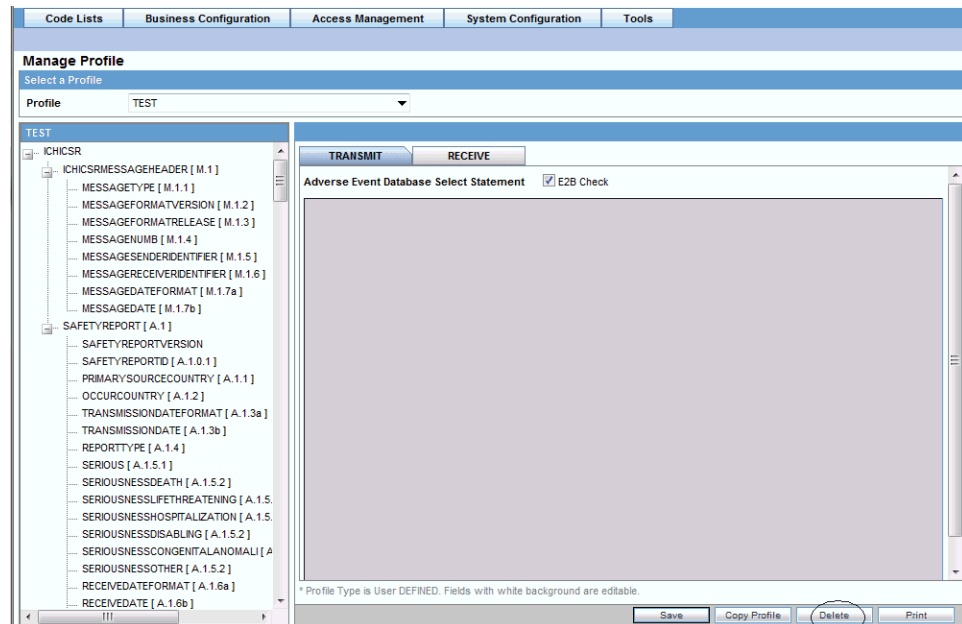 Code Lists Business Configuration Access Management System Configuration Tools
Manage Profile
Select a Profile
Profile TEST
TEST
ICHICSR
ICHICSRMESSAGEHEADER [ M.1 ]
MESSAGETYPE [ M.1.1 ]
MESSAGEFORMATVERSION [ M.1.2 ]
MESSAGEFORMATRELEASE [ M.1.3 ]
MESSAGENUMB [ M.1.4 ]
MESSAGESENDERIDENTIFIER [ M.1.5 ]
MESSAGERECEIVERIDENTIFIER [ M.1.6 ]
MESSAGEDATEFORMAT [ M.1.7a ]
MESSAGEDATE [ M.1.7b ]
SAFETYREPORT [ A.1 ]
SAFETYREPORTVERSION
SAFETYREPORTID [ A.1.0.1 ]
PRIMARYSOURCECOUNTRY [ A.1.1 ]
OCCURCOUNTRY [ A.1.2 ]
TRANSMISSIONDATEFORMAT [ A.1.3a ]
TRANSMISSIONDATE [ A.1.3b ]
REPORTTYPE [ A.1.4 ]
SERIOUS [ A.1.5.1 ]
SERIOUSNESSDEATH [ A.1.5.2 ]
SERIOUSNESSLIFETHREATENING [ A.1.5.
SERIOUSNESSHOSPITALIZATION [ A.1.5.
SERIOUSNESSDISABLING [ A.1.5.2 ]
SERIOUSNESSCONGENITALANOMALI [ A
SERIOUSNESSOTHER [ A.1.5.2 ]
RECEIVEDATEFORMAT [ A.1.6a ]
RECEIVEDATE [ A.1.6b ]
TRANSMIT RECEIVE
Adverse Event Database Select Statement E2B Check
* Profile Type is User DEFINED. Fields with white background are editable.
Save Copy Profile Delete Print